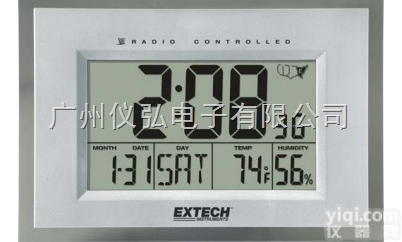 RADIO CONTROLLED
2:08 36
广州仪弘电子有限公司
MONTH DATE DAY TEMP HUMIDITY
1·31 SAT 74°F 56%
EXTECH
INSTRUMENTS
yiqi.com
仪器网